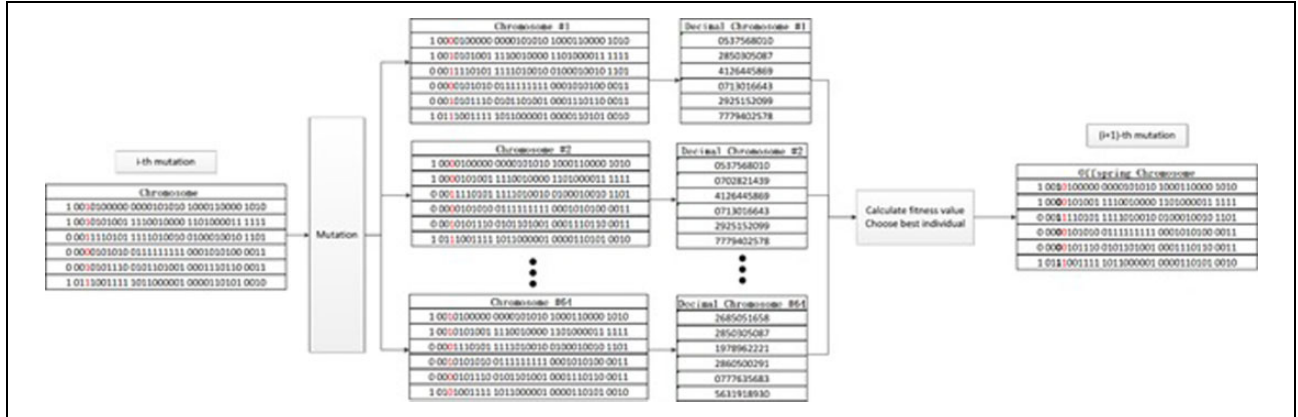 i-th mutation
Chromosome
1 0010100000 0000101010 1000110000 1010
1 0010101001 1110010000 1101000011 1111
0 0011110101 1111010010 0100010010 1101
0 0000101010 0111111111 0001010100 0011
0 0010101110 0101101001 0001110110 0011
1 0111001111 1011000001 0000110101 0010
Mutation
Chromosome #1
1 0000100000 0000101010 1000110000 1010
1 0010101001 1110010000 1101000011 1111
0 0011110101 1111010010 0100010010 1101
0 0000101010 0111111111 0001010100 0011
0 0010101110 0101101001 0001110110 0011
1 0111001111 1011000001 0000110101 0010
Chromosome #2
1 0000100000 0000101010 1000110000 1010
1 0000101001 1110010000 1101000011 1111
0 0011110101 1111010010 0100010010 1101
0 0000101010 0111111111 0001010100 0011
0 0010101110 0101101001 0001110110 0011
1 0111001111 1011000001 0000110101 0010
Chromosome #64
1 0010100000 0000101010 1000110000 1010
1 0010101001 1110010000 1101000011 1111
0 0001110101 1111010010 0100010010 1101
0 0010101010 0111111111 0001010100 0011
0 0000101110 0101101001 0001110110 0011
1 0101001111 1011000001 0000110101 0010
Decimal Chromosome #1
0537568010
2850305087
4126445869
0713016643
2925152099
7779402578
Decimal Chromosome #2
0537568010
0702821439
4126445869
0713016643
2925152099
7779402578
Decimal Chromosome #64
2685051658
2850305087
1978962221
2860500291
0777635683
5631918930
Calculate fitness value
Choose best individual
(i+1)-th mutation
Offspring Chromosome
1 0010100000 0000101010 1000110000 1010
1 0000101001 1110010000 1101000011 1111
0 0011110101 1111010010 0100010010 1101
0 0000101010 0111111111 0001010100 0011
0 0000101110 0101101001 0001110110 0011
1 0111001111 1011000001 0000110101 0010